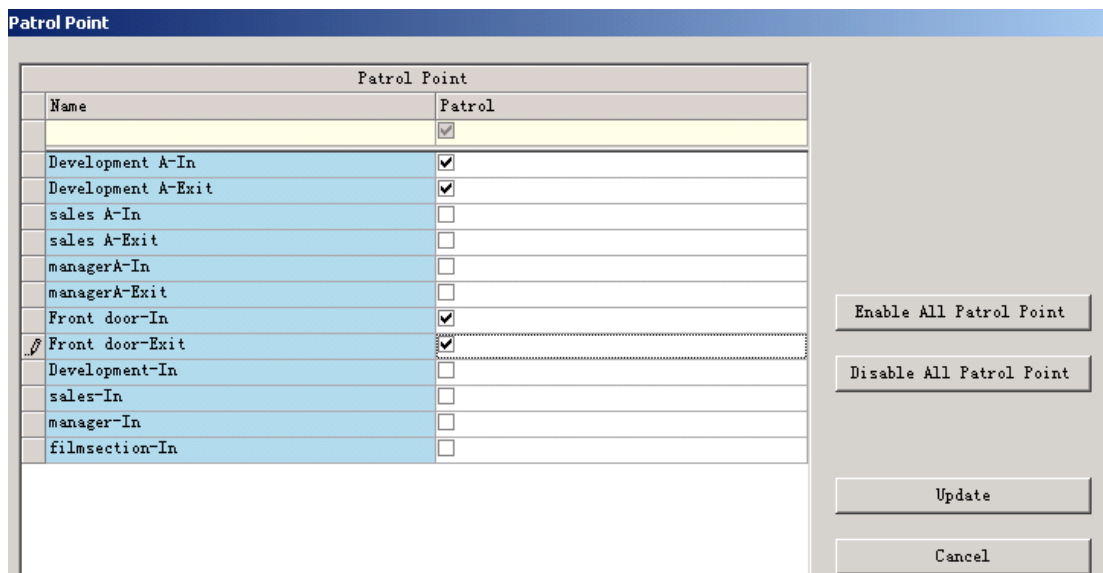 Patrol Point
Patrol Point
Name Patrol
Development A-In
Development A-Exit
sales A-In
sales A-Exit
managerA-In
managerA-Exit
Front door-In
Front door-Exit
Development-In
sales-In
manager-In
filmsection-In
Enable All Patrol Point
Disable All Patrol Point
Update
Cancel